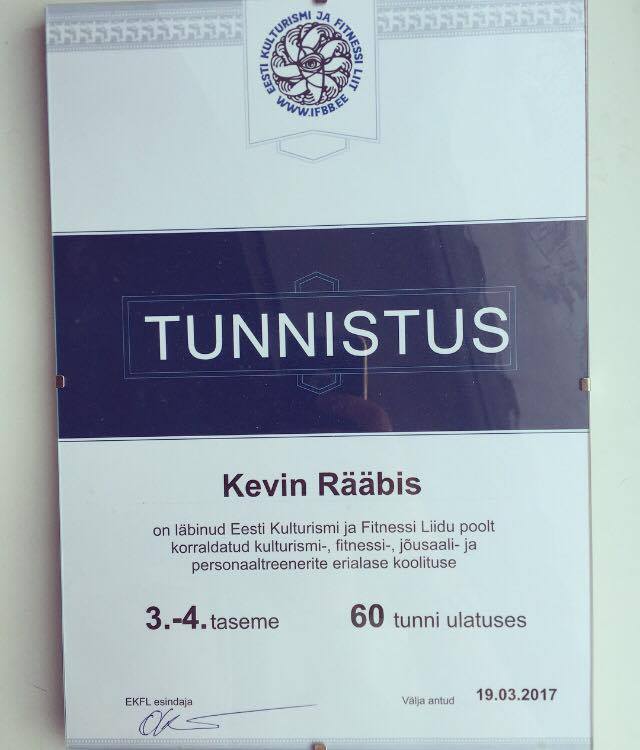 EESTI KULTURISMI JA FITNESSI LIIT
WWW.IFBB.EE
TUNNISTUS
Kevin Rääbis
on läbinud Eesti Kulturismi ja Fitnessi Liidu poolt
korraldatud kulturismi-, fitnessi-, jõusaali- ja
personaaltreenerite erialase koolituse
3.-4. taseme 60 tunni ulatuses
EKFL esindaja
Välja antud 19.03.2017